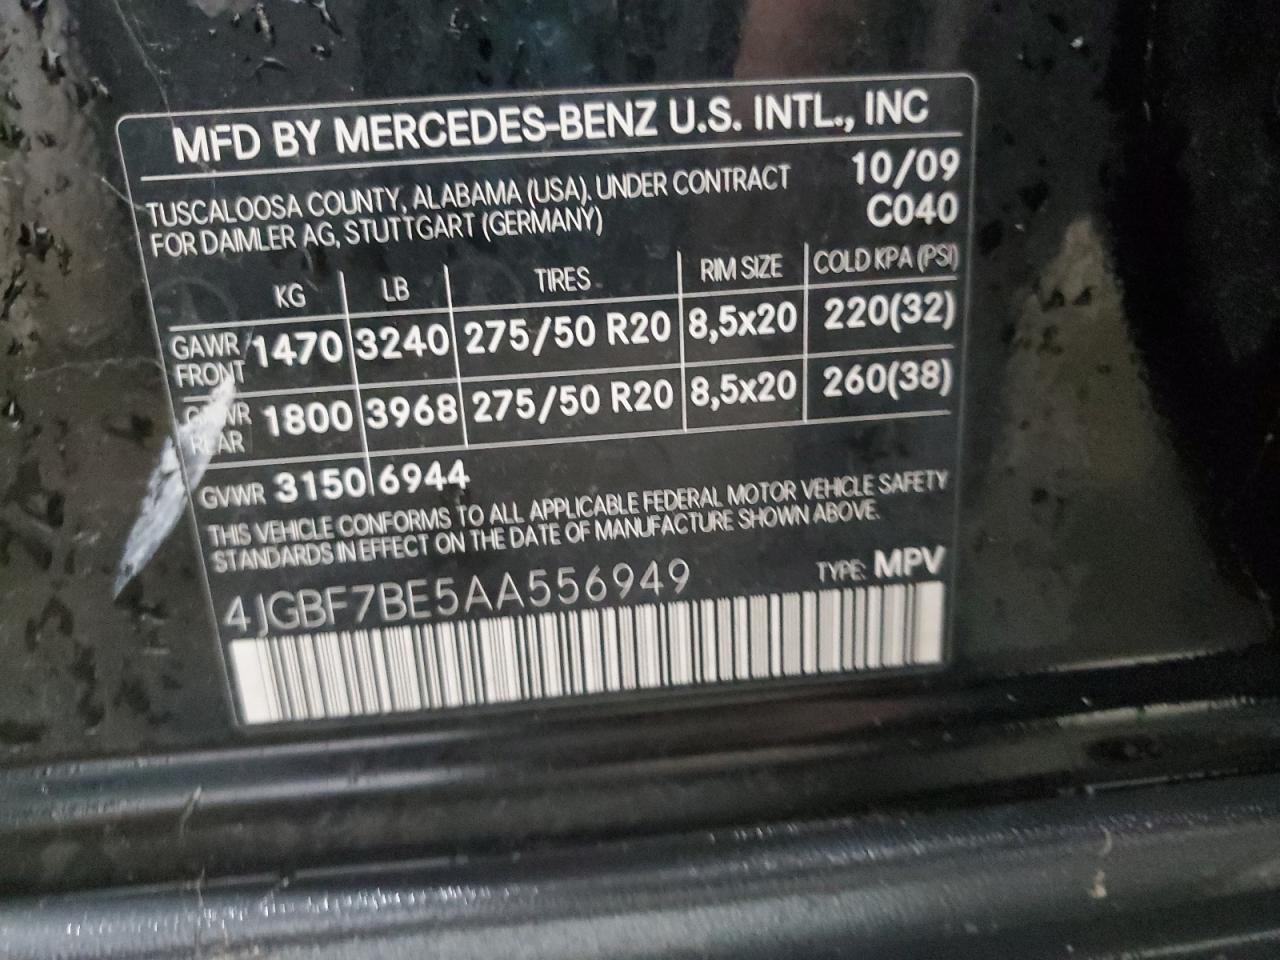 MFD BY MERCEDES-BENZ U.S. INTL., INC
TUSCALOOSA COUNTY, ALABAMA (USA), UNDER CONTRACT
FOR DAIMLER AG, STUTTGART (GERMANY)
10/09
C040
KG LB TIRES RIM SIZE COLD KPA (PSI)
GAWR FRONT 1470 3240 275/50 R20 8,5x20 220(32)
GAWR REAR 1800 3968 275/50 R20 8,5x20 260(38)
GVWR 3150 6944
THIS VEHICLE CONFORMS TO ALL APPLICABLE FEDERAL MOTOR VEHICLE SAFETY
STANDARDS IN EFFECT ON THE DATE OF MANUFACTURE SHOWN ABOVE.
4JGBF7BE5AA556949 TYPE: MPV